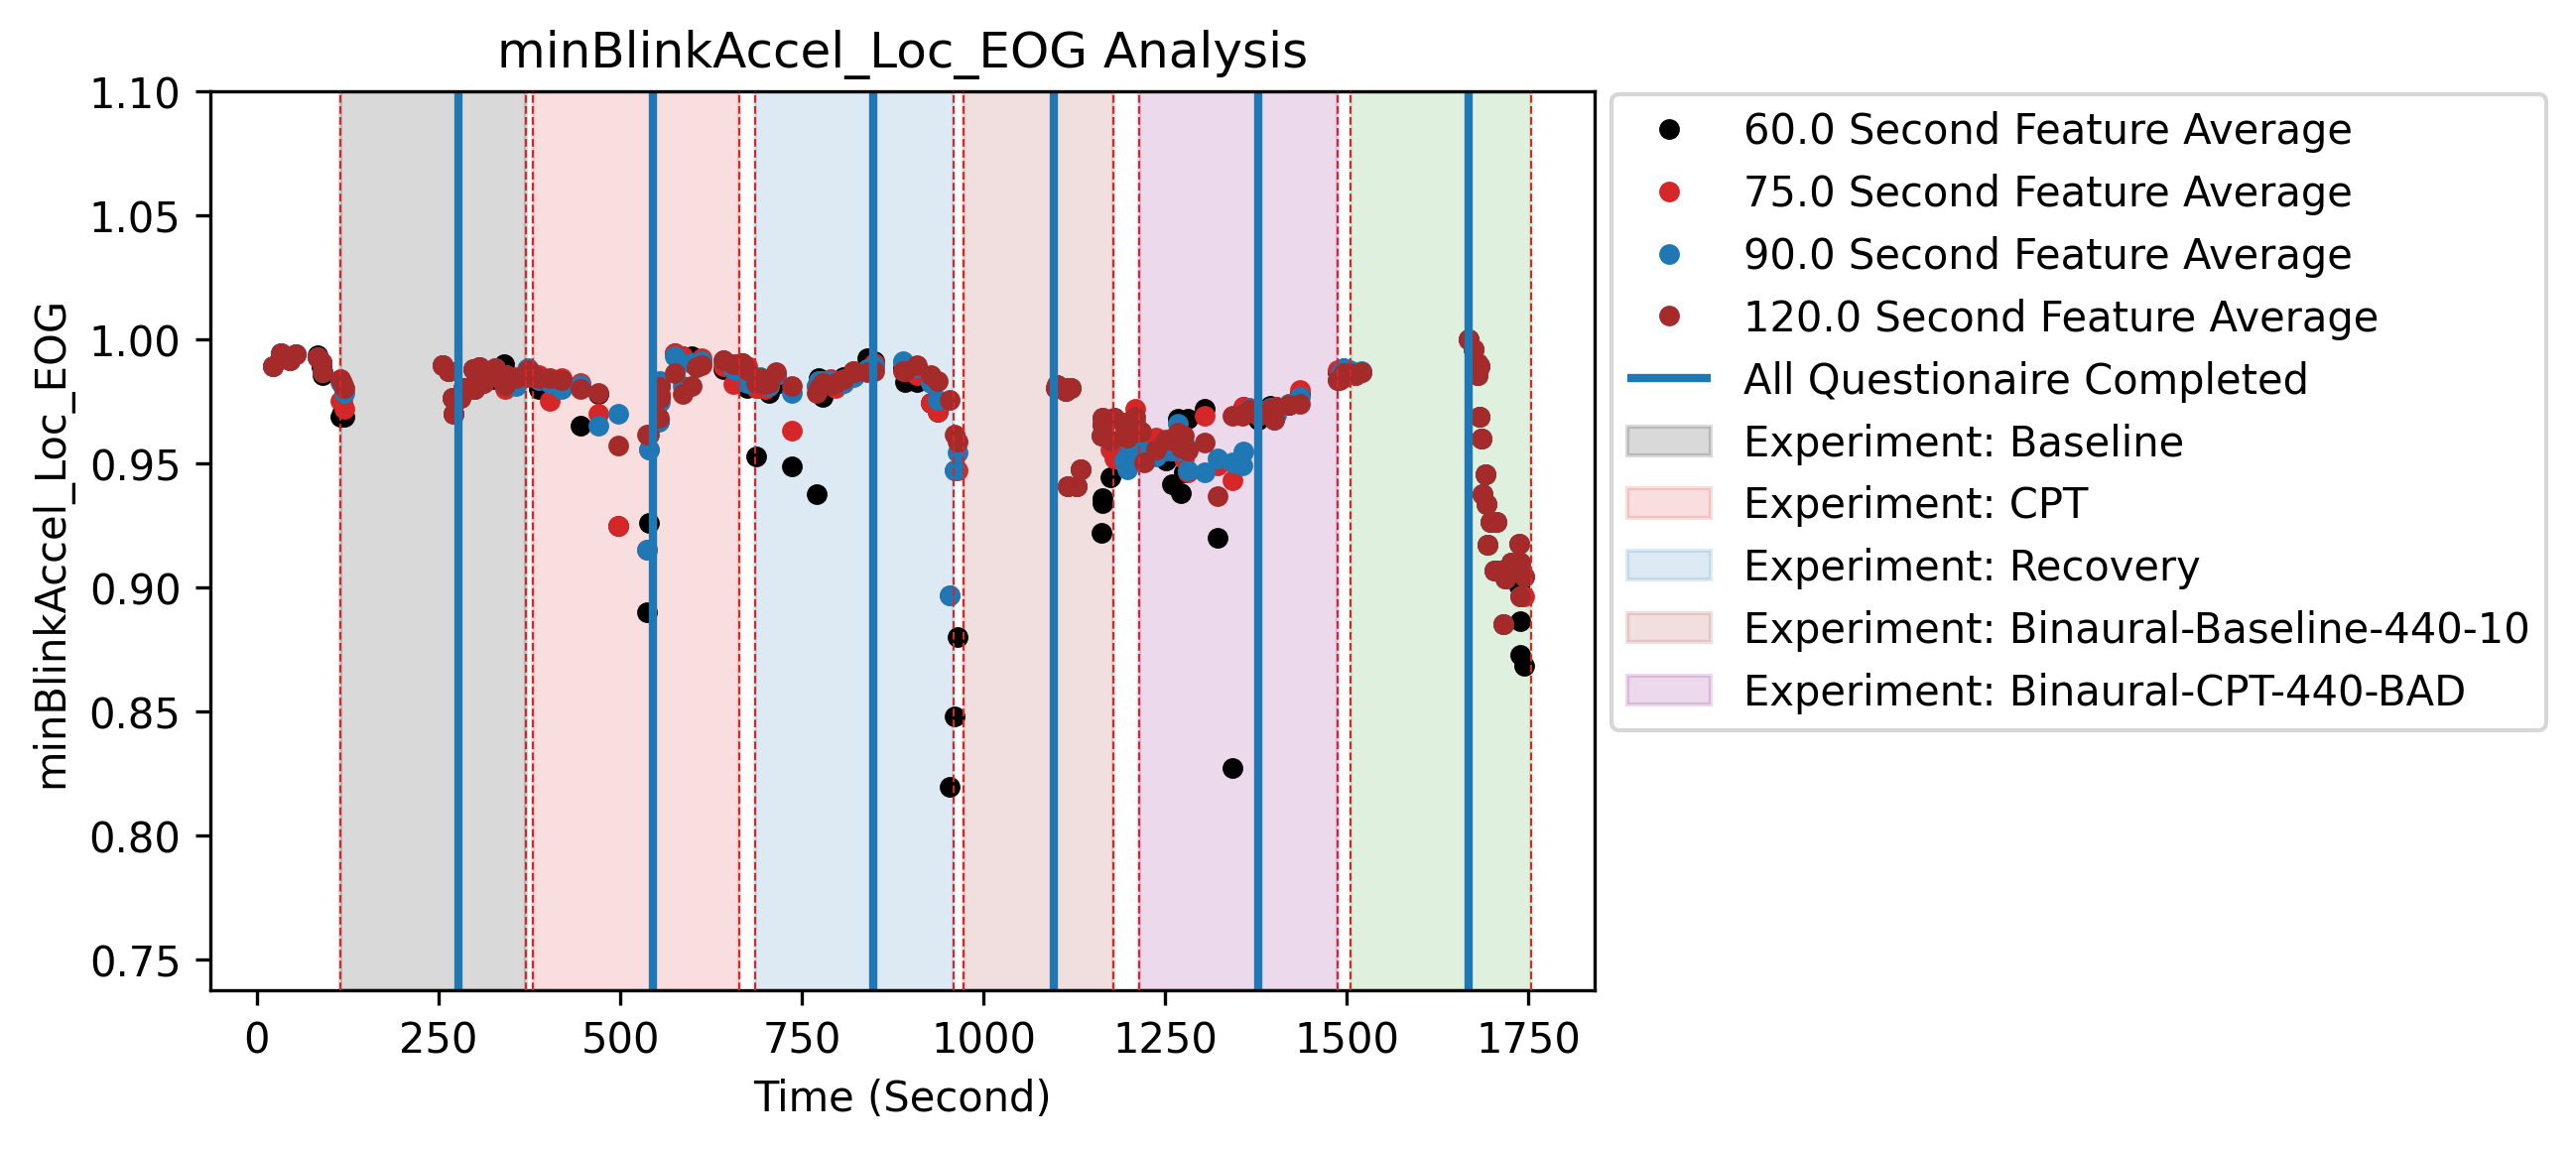 minBlinkAccel_Loc_EOG Analysis
minBlinkAccel_Loc_EOG
1.10
1.05
1.00
0.95
0.90
0.85
0.80
0.75
0
250
500
750
1000
1250
1500
1750
Time (Second)
60.0 Second Feature Average
75.0 Second Feature Average
90.0 Second Feature Average
120.0 Second Feature Average
All Questionaire Completed
Experiment: Baseline
Experiment: CPT
Experiment: Recovery
Experiment: Binaural-Baseline-440-10
Experiment: Binaural-CPT-440-BAD